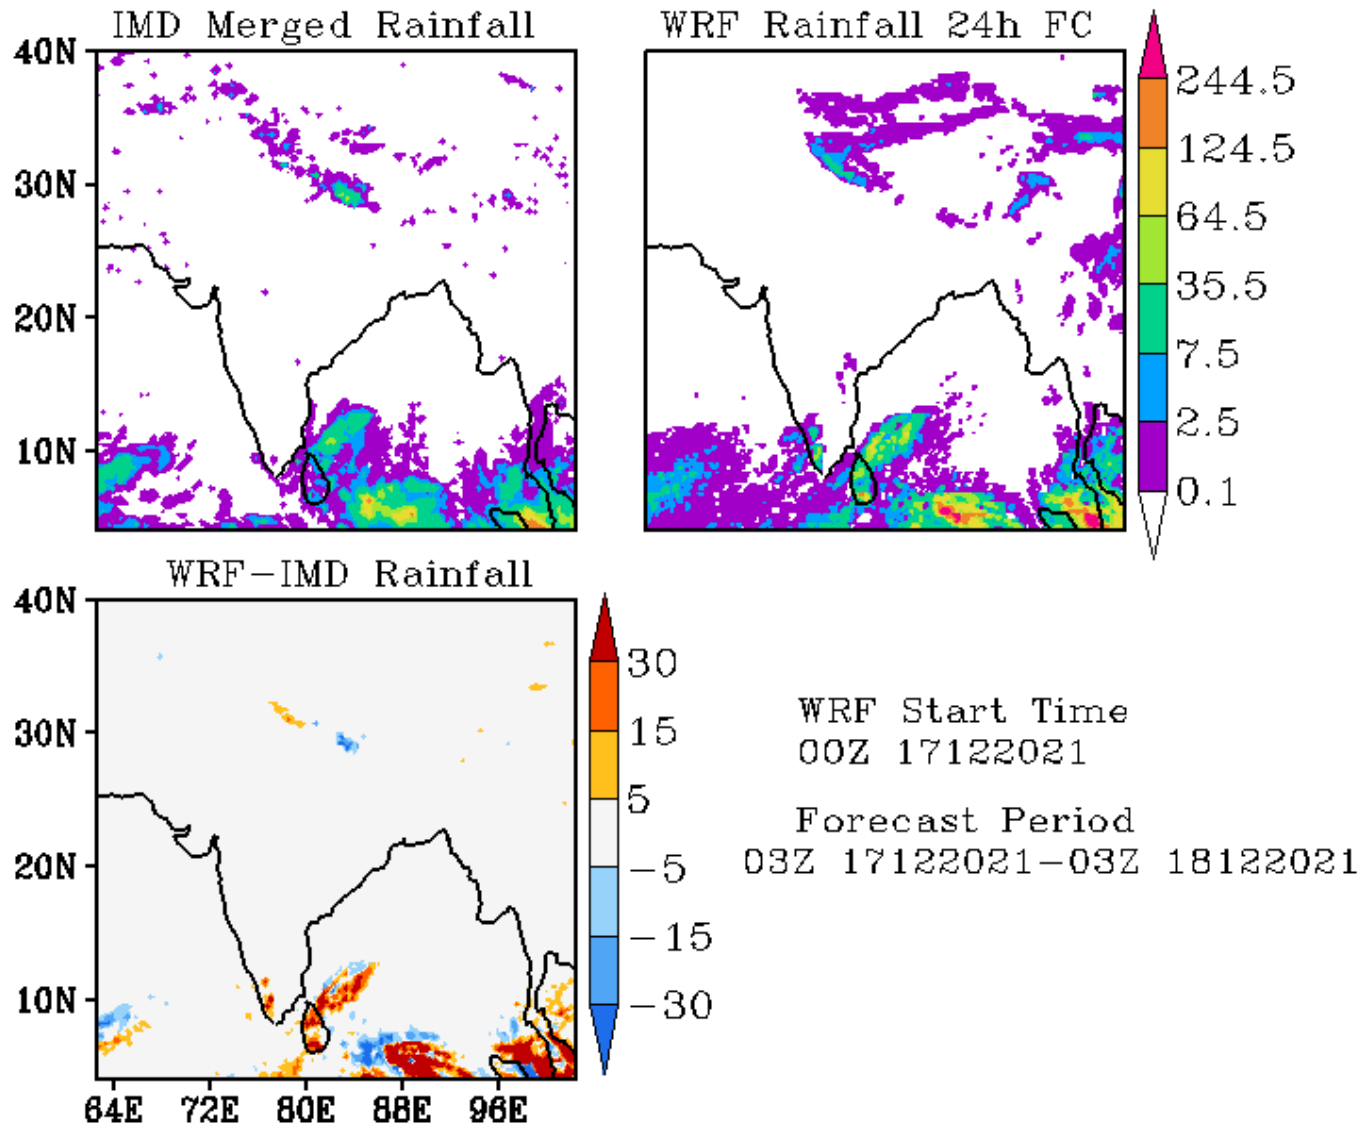 IMD Merged Rainfall
WRF Rainfall 24h FC
40N
30N
20N
10N
244.5
124.5
64.5
35.5
7.5
2.5
0.1
WRF-IMD Rainfall
40N
30N
20N
10N
64E 72E 80E 88E 96E
30
15
5
-5
-15
-30
WRF Start Time
00Z 17122021
Forecast Period
03Z 17122021-03Z 18122021